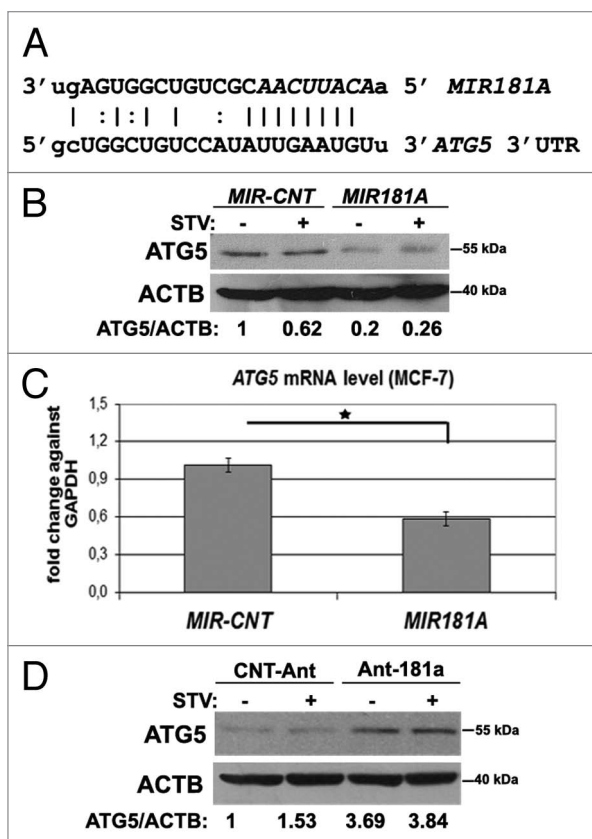 A
3' ugAGUGGCUGUCGCAACUUACAa 5' MIR181A
| :|:| | : ||||||||
5' gcUGGCUGUCCAUAUUGAAUGUu 3' ATG5 3' UTR
B
MIR-CNT MIR181A
STV: - + - +
ATG5 55 kDa
ACTB 40 kDa
ATG5/ACTB: 1 0.62 0.2 0.26
C
ATG5 mRNA level (MCF-7)
fold change against
GAPDH
1,5
1,2
0,9
0,6
0,3
0,0
MIR-CNT MIR181A
D
CNT-Ant Ant-181a
STV: - + - +
ATG5 55 kDa
ACTB 40 kDa
ATG5/ACTB: 1 1.53 3.69 3.84